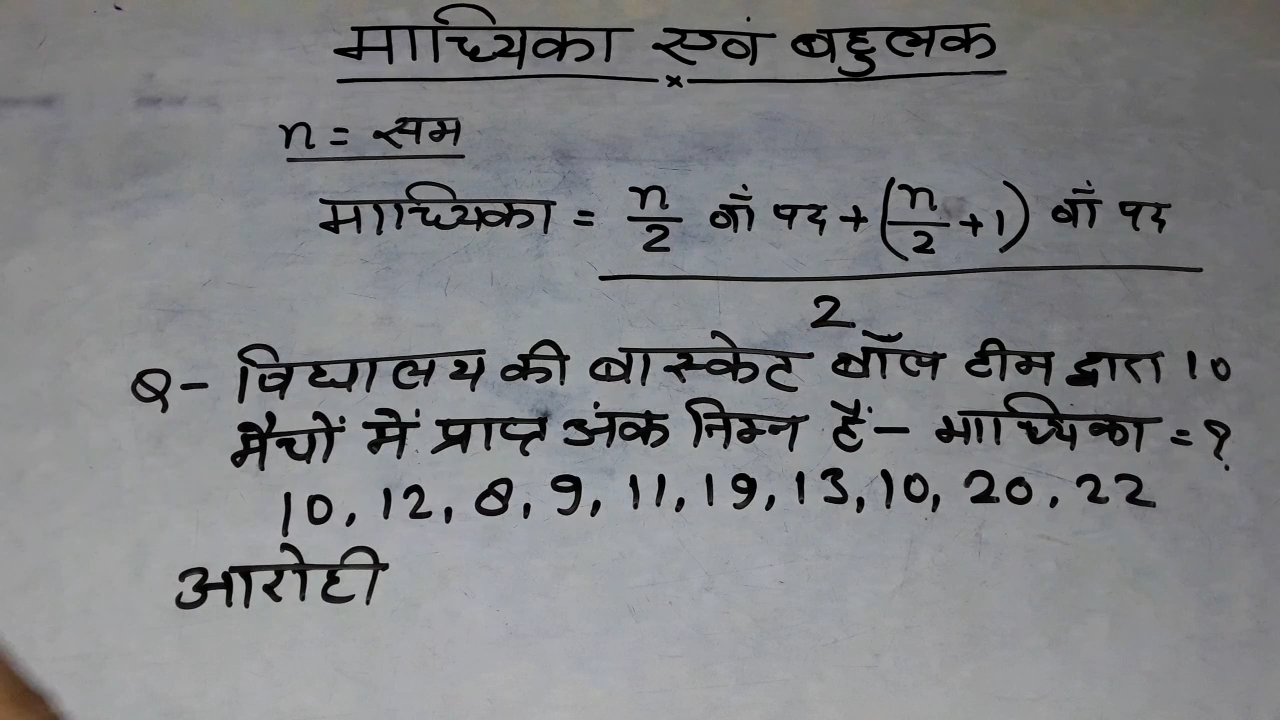 माध्यिका एवं बहुलक
n = सम
माध्यिका = n/2 वाँ पद + (n/2 + 1) वाँ पद
2
Q- विद्यालय की बास्केट बॉल टीम द्वारा 10
मैचों में प्राप्त अंक निम्न हैं - माध्यिका = ?
10, 12, 8, 9, 11, 19, 13, 10, 20, 22
आरोही